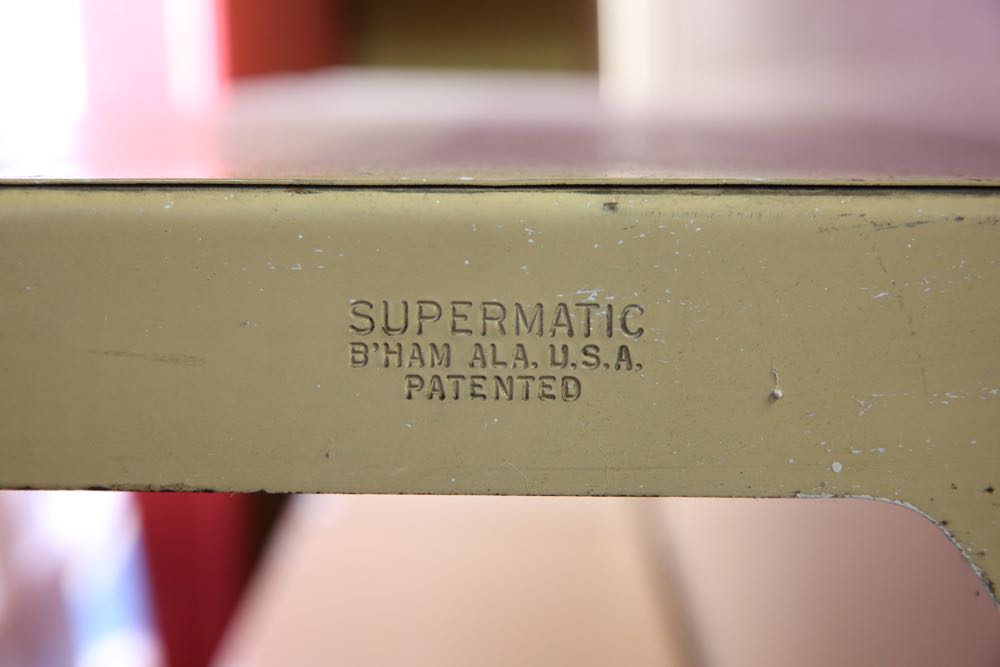 SUPERMATIC
B'HAM ALA. U.S.A.
PATENTED